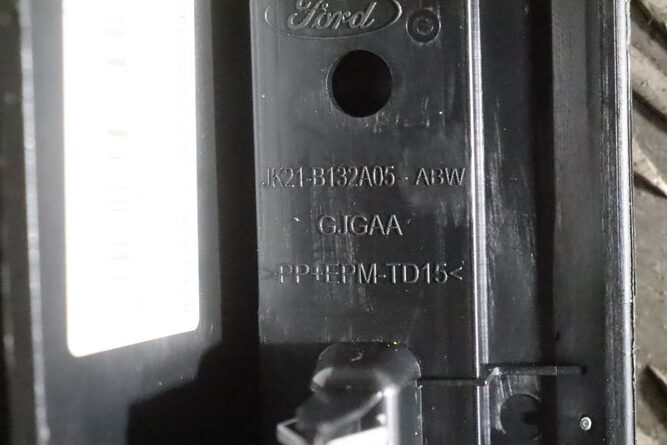 Ford
JK21-B132A05 - ABW
GJGAA
>PP+EPM-TD15<